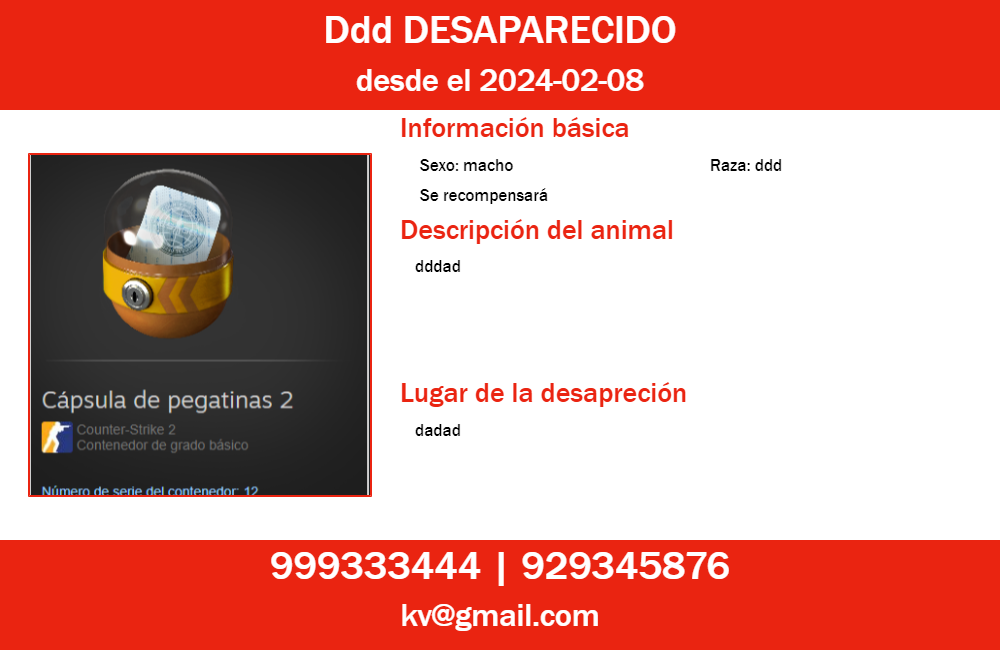 Ddd DESAPARECIDO
desde el 2024-02-08
Información básica
Sexo: macho
Raza: ddd
Se recompensará
Descripción del animal
dddad
Cápsula de pegatinas 2
Counter-Strike 2
Contenedor de grado básico
Número de serie del contenedor: 12
Lugar de la desapreción
dadad
999333444 | 929345876
kv@gmail.com